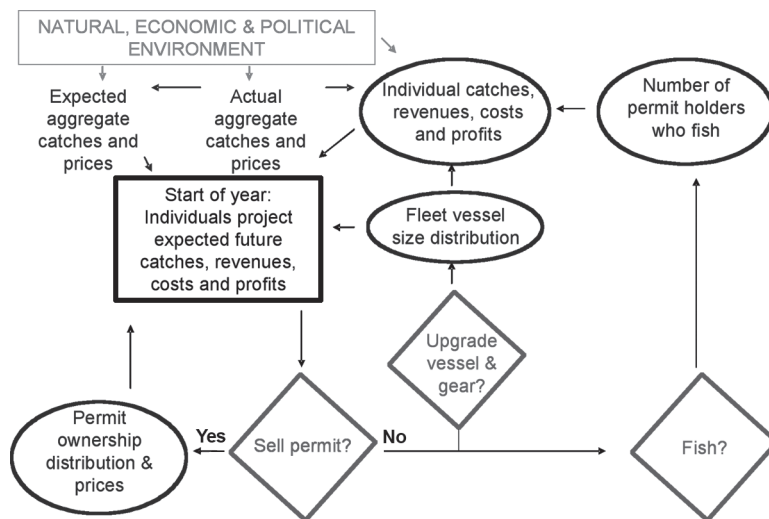 NATURAL, ECONOMIC & POLITICAL
ENVIRONMENT
Expected
aggregate
catches and
prices
Actual
aggregate
catches and
prices
Individual catches,
revenues, costs
and profits
Number of
permit holders
who fish
Start of year:
Individuals project
expected future
catches, revenues,
costs and profits
Fleet vessel
size distribution
Upgrade
vessel &
gear?
Permit
ownership
distribution &
prices
Yes
Sell permit?
No
Fish?